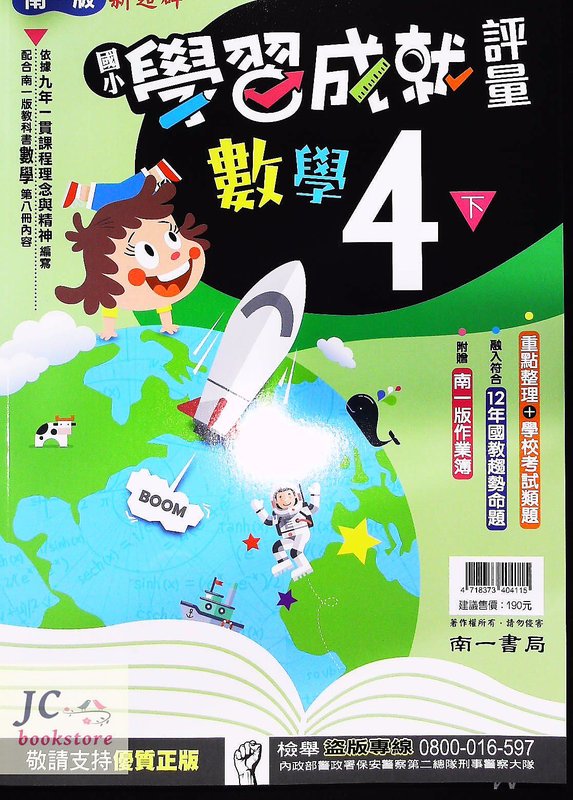 南一版
新超群
國小
學習成就
評量
數學
4
下
依據九年一貫課程理念與精神 編寫
配合南一版教科書數學 第八冊內容
重點整理+學校考試類題
融入符合 12年國教趨勢命題
附贈 南一版作業簿
BOOM
sech(x) =
sinh(x) =
4 718373 404115
建議售價：190元
著作權所有・請勿侵害
南一書局
JC
bookstore
敬請支持優質正版
檢舉 盜版專線 0800-016-597
內政部警政署保安警察第二總隊刑事警察大隊